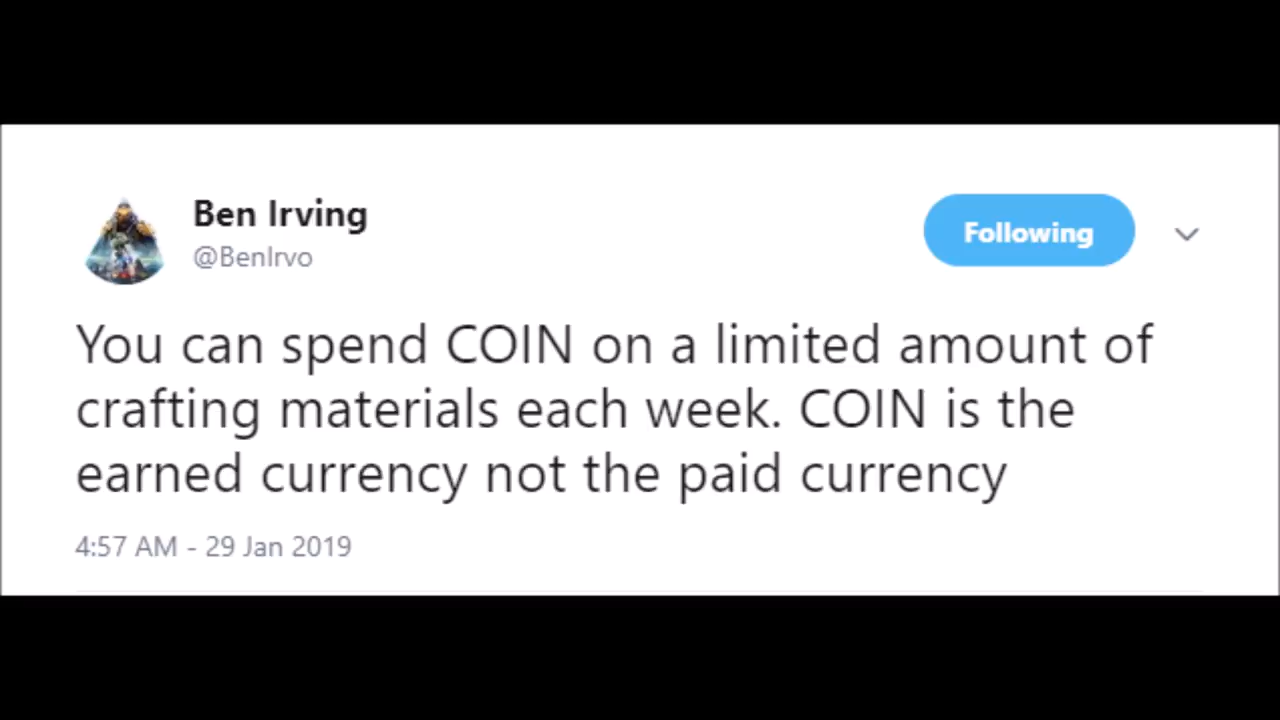 Ben Irving
@BenIrvo
Following
You can spend COIN on a limited amount of
crafting materials each week. COIN is the
earned currency not the paid currency
4:57 AM - 29 Jan 2019